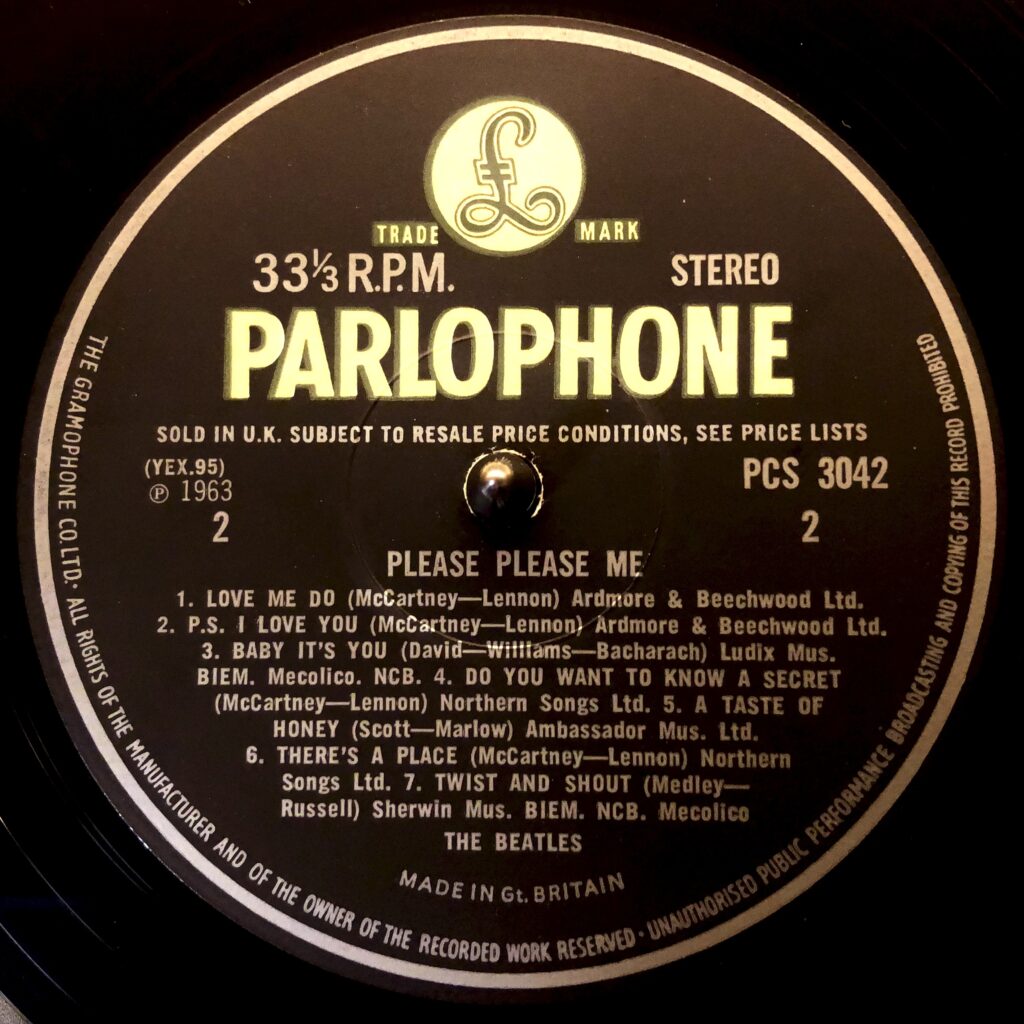 £
TRADE MARK
33⅓ R.P.M. STEREO
PARLOPHONE
SOLD IN U.K. SUBJECT TO RESALE PRICE CONDITIONS, SEE PRICE LISTS
(YEX.95) PCS 3042
℗ 1963
2 2
PLEASE PLEASE ME
1. LOVE ME DO (McCartney—Lennon) Ardmore & Beechwood Ltd.
2. P.S. I LOVE YOU (McCartney—Lennon) Ardmore & Beechwood Ltd.
3. BABY IT'S YOU (David—Williams—Bacharach) Ludix Mus.
BIEM. Mecolico. NCB. 4. DO YOU WANT TO KNOW A SECRET
(McCartney—Lennon) Northern Songs Ltd. 5. A TASTE OF
HONEY (Scott—Marlow) Ambassador Mus. Ltd.
6. THERE'S A PLACE (McCartney—Lennon) Northern
Songs Ltd. 7. TWIST AND SHOUT (Medley—
Russell) Sherwin Mus. BIEM. NCB. Mecolico
THE BEATLES
MADE IN Gt. BRITAIN
THE GRAMOPHONE CO. LTD. · ALL RIGHTS OF THE MANUFACTURER AND OF THE OWNER OF THE RECORDED WORK RESERVED · UNAUTHORISED PUBLIC PERFORMANCE BROADCASTING AND COPYING OF THIS RECORD PROHIBITED